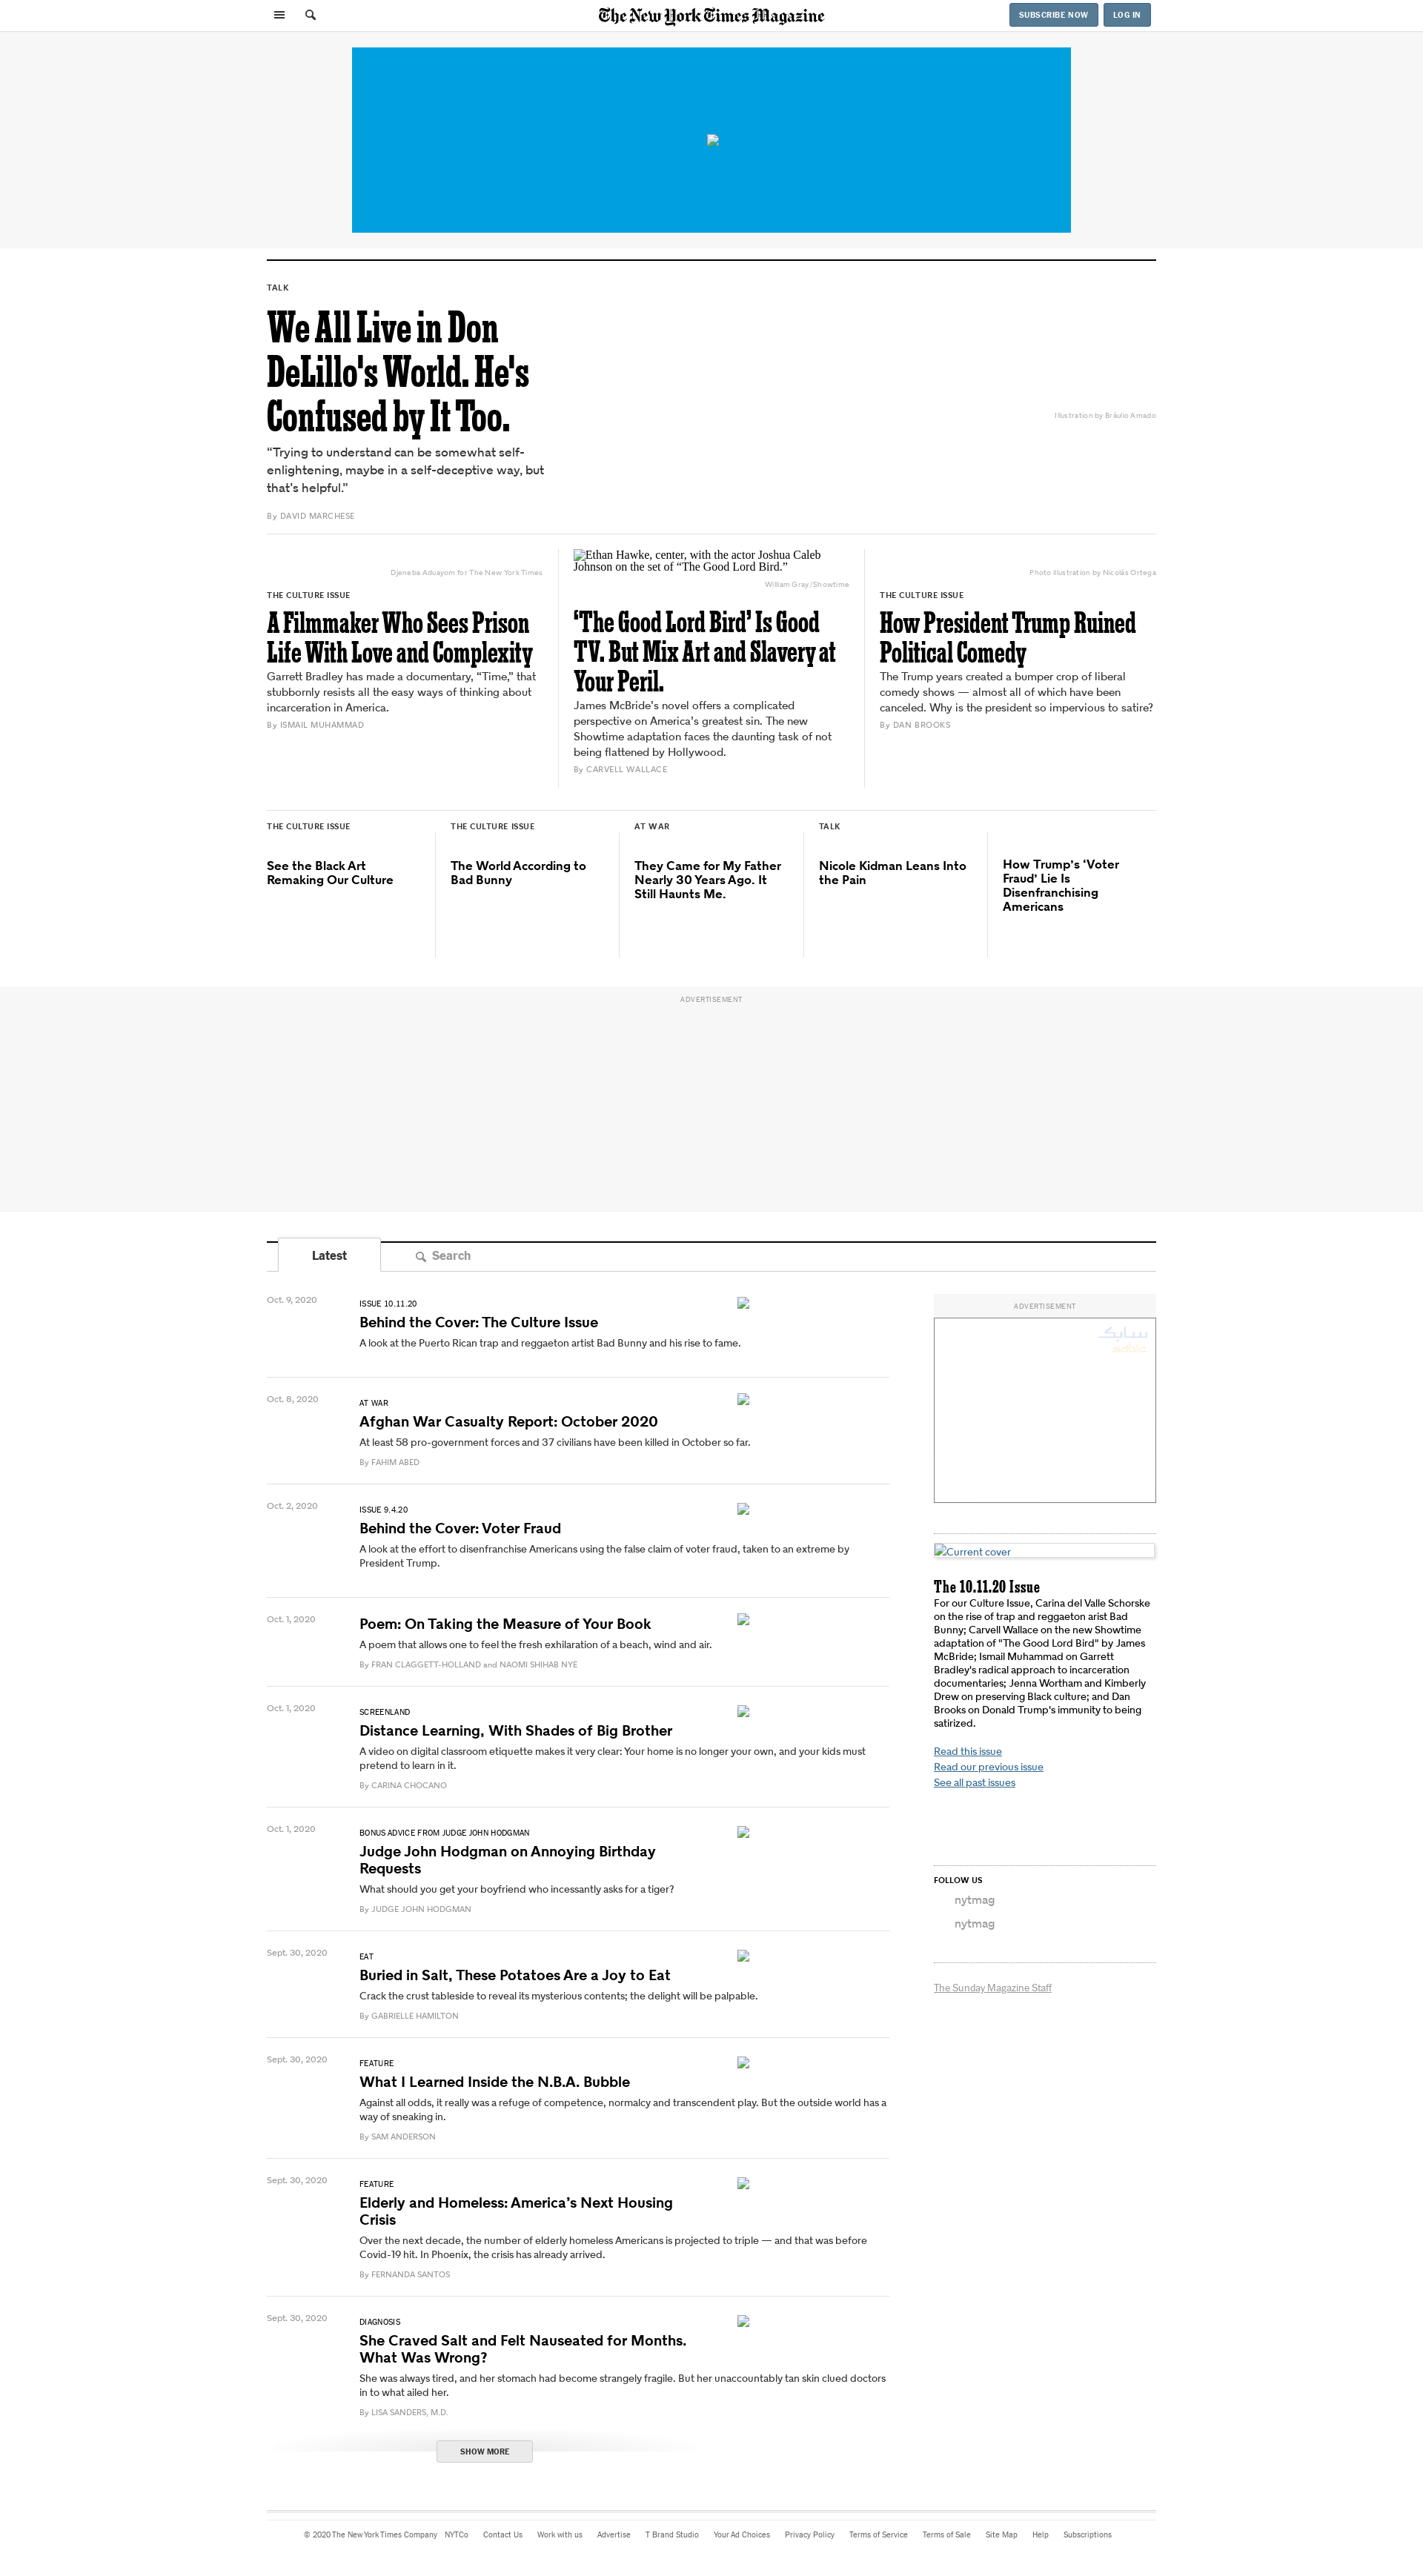 The New York Times Magazine
SUBSCRIBE NOW
LOG IN
TALK
We All Live in Don
DeLillo's World. He's
Confused by It Too.
“Trying to understand can be somewhat self-
enlightening, maybe in a self-deceptive way, but
that's helpful.”
By DAVID MARCHESE
Illustration by Bráulio Amado
Djeneba Aduayom for The New York Times
THE CULTURE ISSUE
A Filmmaker Who Sees Prison
Life With Love and Complexity
Garrett Bradley has made a documentary, “Time,” that
stubbornly resists all the easy ways of thinking about
incarceration in America.
By ISMAIL MUHAMMAD
Ethan Hawke, center, with the actor Joshua Caleb
Johnson on the set of “The Good Lord Bird.”
William Gray/Showtime
‘The Good Lord Bird’ Is Good
TV. But Mix Art and Slavery at
Your Peril.
James McBride’s novel offers a complicated
perspective on America’s greatest sin. The new
Showtime adaptation faces the daunting task of not
being flattened by Hollywood.
By CARVELL WALLACE
Photo illustration by Nicolás Ortega
THE CULTURE ISSUE
How President Trump Ruined
Political Comedy
The Trump years created a bumper crop of liberal
comedy shows — almost all of which have been
canceled. Why is the president so impervious to satire?
By DAN BROOKS
THE CULTURE ISSUE
See the Black Art
Remaking Our Culture
THE CULTURE ISSUE
The World According to
Bad Bunny
AT WAR
They Came for My Father
Nearly 30 Years Ago. It
Still Haunts Me.
TALK
Nicole Kidman Leans Into
the Pain
How Trump’s ‘Voter
Fraud’ Lie Is
Disenfranchising
Americans
ADVERTISEMENT
Latest
Search
Oct. 9, 2020
ISSUE 10.11.20
Behind the Cover: The Culture Issue
A look at the Puerto Rican trap and reggaeton artist Bad Bunny and his rise to fame.
Oct. 8, 2020
AT WAR
Afghan War Casualty Report: October 2020
At least 58 pro-government forces and 37 civilians have been killed in October so far.
By FAHIM ABED
Oct. 2, 2020
ISSUE 9.4.20
Behind the Cover: Voter Fraud
A look at the effort to disenfranchise Americans using the false claim of voter fraud, taken to an extreme by
President Trump.
Oct. 1, 2020
Poem: On Taking the Measure of Your Book
A poem that allows one to feel the fresh exhilaration of a beach, wind and air.
By FRAN CLAGGETT-HOLLAND and NAOMI SHIHAB NYE
Oct. 1, 2020
SCREENLAND
Distance Learning, With Shades of Big Brother
A video on digital classroom etiquette makes it very clear: Your home is no longer your own, and your kids must
pretend to learn in it.
By CARINA CHOCANO
Oct. 1, 2020
BONUS ADVICE FROM JUDGE JOHN HODGMAN
Judge John Hodgman on Annoying Birthday
Requests
What should you get your boyfriend who incessantly asks for a tiger?
By JUDGE JOHN HODGMAN
Sept. 30, 2020
EAT
Buried in Salt, These Potatoes Are a Joy to Eat
Crack the crust tableside to reveal its mysterious contents; the delight will be palpable.
By GABRIELLE HAMILTON
Sept. 30, 2020
FEATURE
What I Learned Inside the N.B.A. Bubble
Against all odds, it really was a refuge of competence, normalcy and transcendent play. But the outside world has a
way of sneaking in.
By SAM ANDERSON
Sept. 30, 2020
FEATURE
Elderly and Homeless: America’s Next Housing
Crisis
Over the next decade, the number of elderly homeless Americans is projected to triple — and that was before
Covid-19 hit. In Phoenix, the crisis has already arrived.
By FERNANDA SANTOS
Sept. 30, 2020
DIAGNOSIS
She Craved Salt and Felt Nauseated for Months.
What Was Wrong?
She was always tired, and her stomach had become strangely fragile. But her unaccountably tan skin clued doctors
in to what ailed her.
By LISA SANDERS, M.D.
SHOW MORE
ADVERTISEMENT
سابك
sabic
Current cover
The 10.11.20 Issue
For our Culture Issue, Carina del Valle Schorske
on the rise of trap and reggaeton arist Bad
Bunny; Carvell Wallace on the new Showtime
adaptation of "The Good Lord Bird" by James
McBride; Ismail Muhammad on Garrett
Bradley's radical approach to incarceration
documentaries; Jenna Wortham and Kimberly
Drew on preserving Black culture; and Dan
Brooks on Donald Trump's immunity to being
satirized.
Read this issue
Read our previous issue
See all past issues
FOLLOW US
nytmag
nytmag
The Sunday Magazine Staff
© 2020 The New York Times Company NYTCo Contact Us Work with us Advertise T Brand Studio Your Ad Choices Privacy Policy Terms of Service Terms of Sale Site Map Help Subscriptions